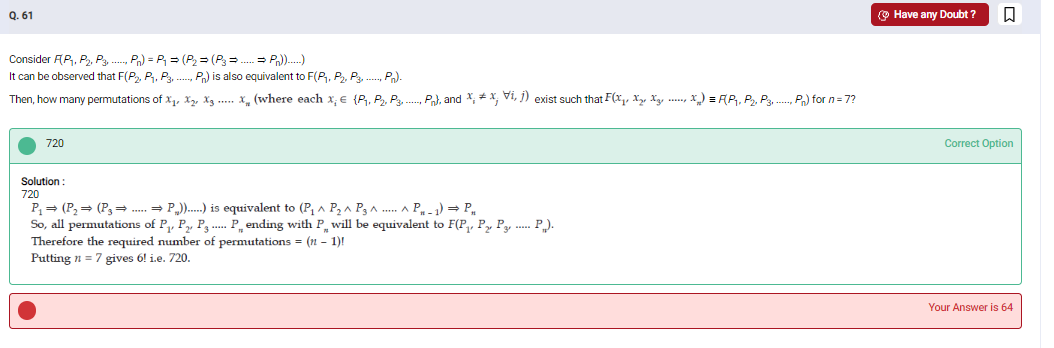 Q. 61
Have any Doubt ?
Consider F(P₁, P₂, P₃, ....., Pₙ) = P₁ ⇒ (P₂ ⇒ (P₃ ⇒ ..... ⇒ Pₙ)).....)
It can be observed that F(P₂, P₁, P₃, ....., Pₙ) is also equivalent to F(P₁, P₂, P₃, ....., Pₙ).
Then, how many permutations of x₁, x₂, x₃ ..... xₙ (where each xᵢ ∈ {P₁, P₂, P₃, ....., Pₙ}, and xᵢ ≠ xⱼ ∀i, j) exist such that F(x₁, x₂, x₃, ....., xₙ) ≡ F(P₁, P₂, P₃, ....., Pₙ) for n = 7?
720
Correct Option
Solution :
720
P₁ ⇒ (P₂ ⇒ (P₃ ⇒ ..... ⇒ Pₙ)).....) is equivalent to (P₁ ∧ P₂ ∧ P₃ ∧ ..... ∧ Pₙ₋₁) ⇒ Pₙ
So, all permutations of P₁, P₂, P₃ ..... Pₙ ending with Pₙ will be equivalent to F(P₁, P₂, P₃, ..... Pₙ).
Therefore the required number of permutations = (n – 1)!
Putting n = 7 gives 6! i.e. 720.
Your Answer is 64